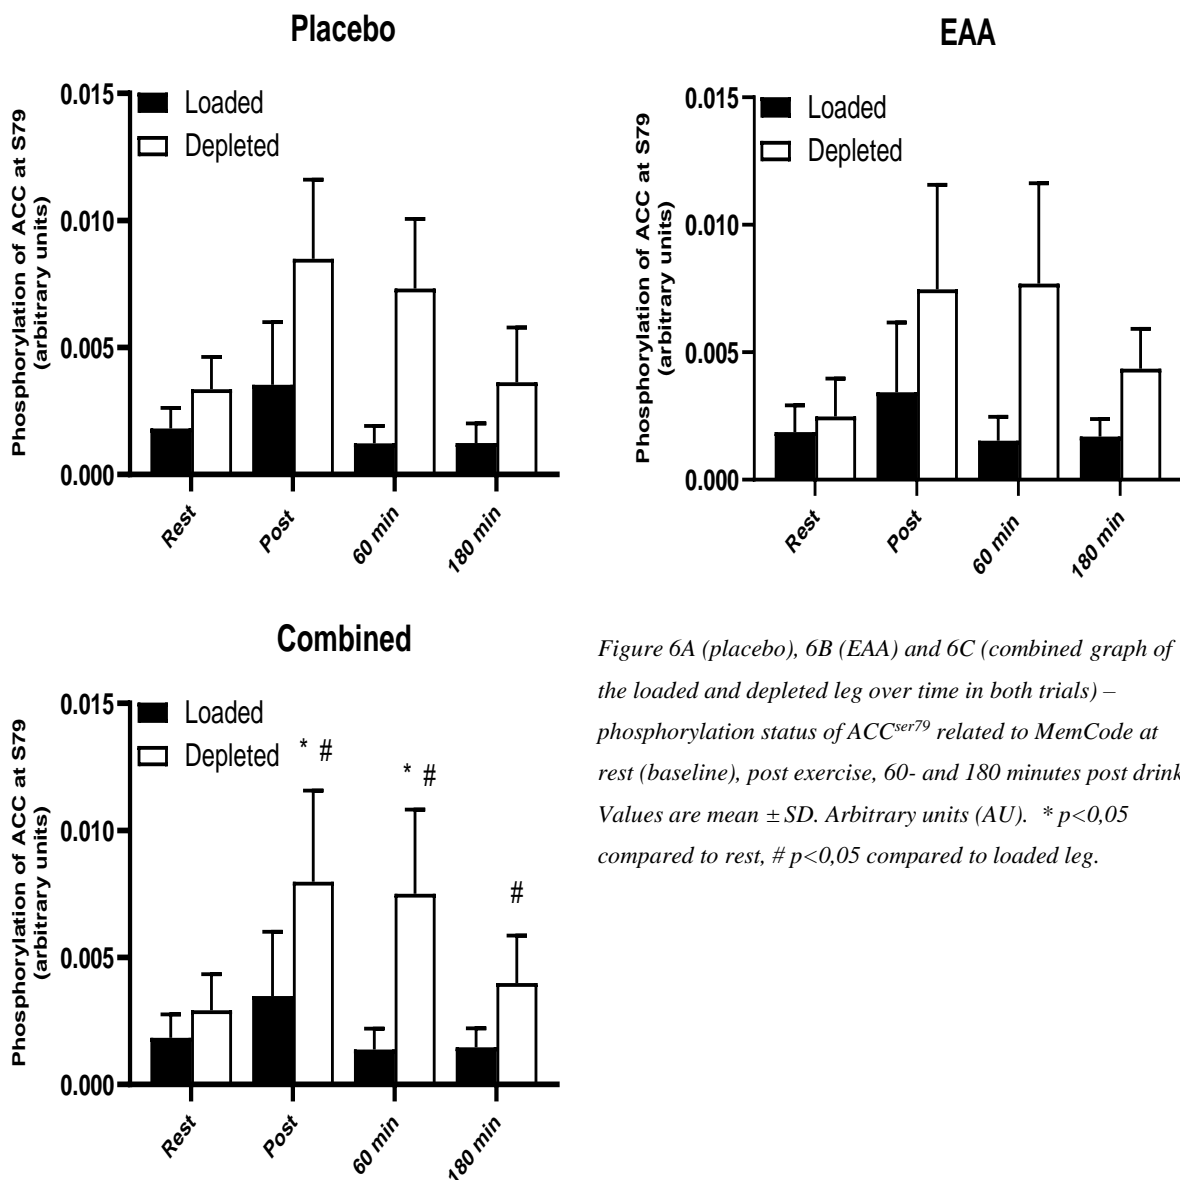 Placebo
Phosphorylation of ACC at S79
(arbitrary units)
0.015
0.010
0.005
0.000
Loaded
Depleted
Rest
Post
60 min
180 min
EAA
Phosphorylation of ACC at S79
(arbitrary units)
0.015
0.010
0.005
0.000
Loaded
Depleted
Rest
Post
60 min
180 min
Combined
Phosphorylation of ACC at S79
(arbitrary units)
0.015
0.010
0.005
0.000
Loaded
Depleted
* #
* #
#
Rest
Post
60 min
180 min
Figure 6A (placebo), 6B (EAA) and 6C (combined graph of
the loaded and depleted leg over time in both trials) –
phosphorylation status of ACCser79 related to MemCode at
rest (baseline), post exercise, 60- and 180 minutes post drink
Values are mean ± SD. Arbitrary units (AU). * p<0,05
compared to rest, # p<0,05 compared to loaded leg.